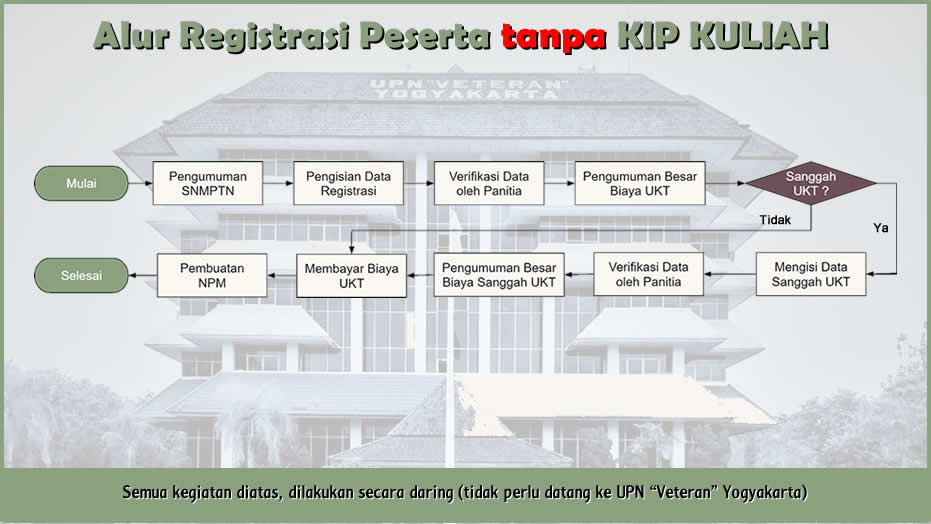 Alur Registrasi Peserta tanpa KIP KULIAH
UPN "VETERAN"
YOGYAKARTA
Mulai
Pengumuman
SNMPTN
Pengisian Data
Registrasi
Verifikasi Data
oleh Panitia
Pengumuman Besar
Biaya UKT
Sanggah
UKT ?
Tidak
Ya
Mengisi Data
Sanggah UKT
Verifikasi Data
oleh Panitia
Pengumuman Besar
Biaya Sanggah UKT
Membayar Biaya
UKT
Pembuatan
NPM
Selesai
Semua kegiatan diatas, dilakukan secara daring (tidak perlu datang ke UPN “Veteran” Yogyakarta)